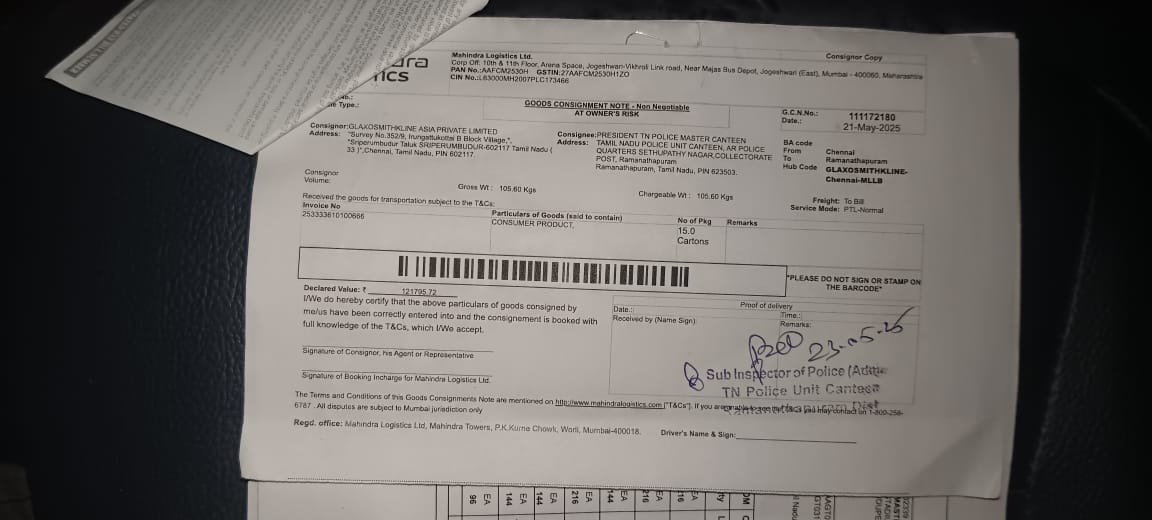 Mahindra Logistics Ltd.
Consignor Copy
Corp Off: 10th & 11th Floor, Arena Space, Jogeshwari-Vikhroli Link road, Near Majas Bus Depot, Jogeshwari (East), Mumbai - 400060, Maharashtra
PAN No.:AAFCM2530H GSTIN:27AAFCM2530H1ZO
CIN No.:L63000MH2007PLC173466
GOODS CONSIGNMENT NOTE - Non Negotiable
AT OWNER'S RISK
G.C.N.No.: 111172180
Date.: 21-May-2025
Type.:
Consignor:GLAXOSMITHKLINE ASIA PRIVATE LIMITED
Address: "Survey No.352/9, Irungattukottai B Block Village,",
"Sriperumbudur Taluk SRIPERUMBUDUR-602117 Tamil Nadu (
33 )",Chennai, Tamil Nadu, PIN 602117.
Consignee:PRESIDENT TN POLICE MASTER CANTEEN
Address: TAMIL NADU POLICE UNIT CANTEEN, AR POLICE
QUARTERS SETHUPATHY NAGAR,COLLECTORATE
POST, Ramanathapuram
Ramanathapuram, Tamil Nadu, PIN 623503.
BA code
From Chennai
To Ramanathapuram
Hub Code GLAXOSMITHKLINE-
Chennai-MLLB
Consignor
Volume:
Gross Wt : 105.60 Kgs
Chargeable Wt : 105.60 Kgs
Freight: To Bill
Service Mode: PTL-Normal
Received the goods for transportation subject to the T&Cs:
Invoice No
Particulars of Goods (said to contain)
No of Pkg
Remarks
253333610100666
CONSUMER PRODUCT,
15.0
Cartons
*PLEASE DO NOT SIGN OR STAMP ON
THE BARCODE*
Declared Value: ₹ 121795.72
I/We do hereby certify that the above particulars of goods consigned by
me/us have been correctly entered into and the consignement is booked with
full knowledge of the T&Cs, which I/We accept.
Proof of delivery
Date.:
Time.:
Received by (Name Sign):
Remarks:
23-05-25
Signature of Consignor, his Agent or Representative
Sub Inspector of Police
TN Police Unit Canteen
Signature of Booking Incharge for Mahindra Logistics Ltd.
The Terms and Conditions of this Goods Consignments Note are mentioned on http://www.mahindralogistics.com ("T&Cs"). If you are unable to you may contact on 1-800-258-
6787 . All disputes are subject to Mumbai jurisdiction only
Regd. office: Mahindra Logistics Ltd, Mahindra Towers, P.K.Kurne Chowk, Worli, Mumbai-400018.
Driver's Name & Sign:
96 EA
144 EA
144 EA
216 EA
144 EA
216 EA